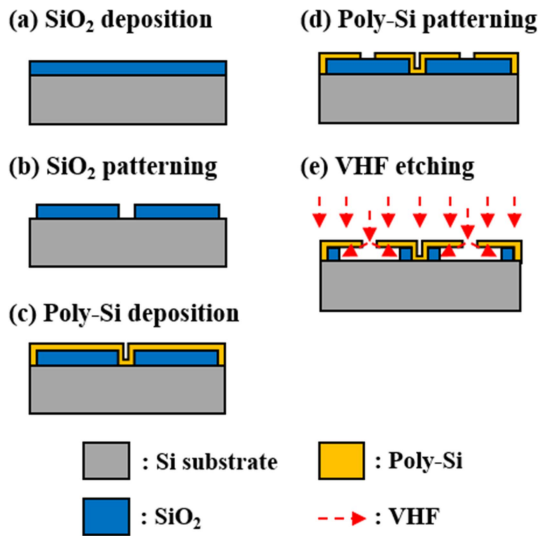 (a) SiO₂ deposition
(b) SiO₂ patterning
(c) Poly-Si deposition
(d) Poly-Si patterning
(e) VHF etching
: Si substrate
: Poly-Si
: SiO₂
: VHF